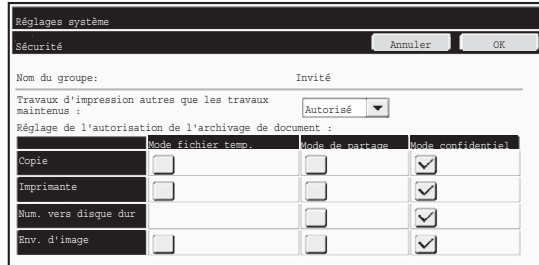 Réglages système
Sécurité Annuler OK
Nom du groupe: Invité
Travaux d'impression autres que les travaux
maintenus : Autorisé
Réglage de l'autorisation de l'archivage de document :
Mode fichier temp. Mode de partage Mode confidentiel
Copie
Imprimante
Num. vers disque dur
Env. d'image